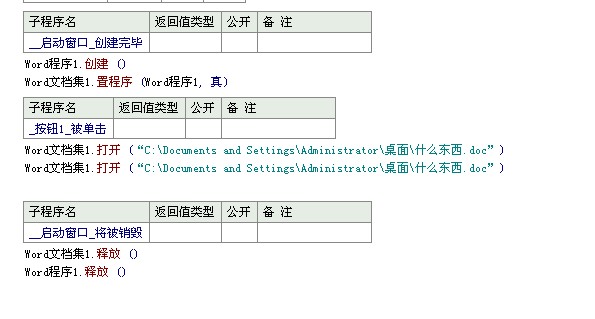 子程序名 返回值类型 公开 备 注
__启动窗口_创建完毕
Word程序1.创建 ()
Word文档集1.置程序 (Word程序1, 真)
子程序名 返回值类型 公开 备 注
_按钮1_被单击
Word文档集1.打开 (“C:\Documents and Settings\Administrator\桌面\什么东西.doc”)
Word文档集1.打开 (“C:\Documents and Settings\Administrator\桌面\什么东西.doc”)
子程序名 返回值类型 公开 备 注
__启动窗口_将被销毁
Word文档集1.释放 ()
Word程序1.释放 ()